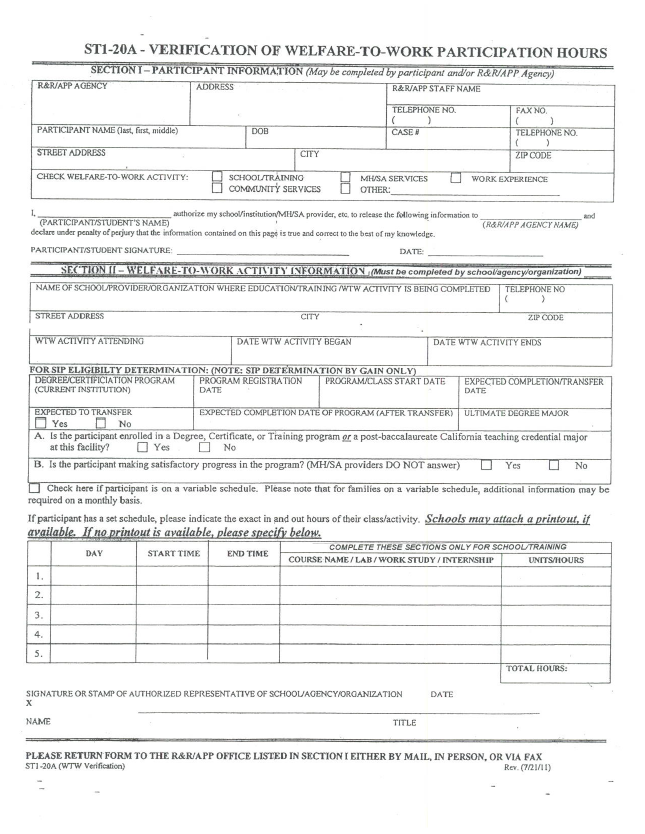 ST1-20A - VERIFICATION OF WELFARE-TO-WORK PARTICIPATION HOURS
SECTION I – PARTICIPANT INFORMATION (May be completed by participant and/or R&R/APP Agency)
R&R/APP AGENCY ADDRESS R&R/APP STAFF NAME
TELEPHONE NO. FAX NO.
( ) ( )
PARTICIPANT NAME (last, first, middle) DOB CASE # TELEPHONE NO.
( )
STREET ADDRESS CITY ZIP CODE
CHECK WELFARE-TO-WORK ACTIVITY: SCHOOL/TRAINING MH/SA SERVICES WORK EXPERIENCE
COMMUNITY SERVICES OTHER:
I, authorize my school/institution/MH/SA provider, etc. to release the following information to and
(PARTICIPANT/STUDENT'S NAME) (R&R/APP AGENCY NAME)
declare under penalty of perjury that the information contained on this page is true and correct to the best of my knowledge.
PARTICIPANT/STUDENT SIGNATURE: DATE:
SECTION II – WELFARE-TO-WORK ACTIVITY INFORMATION (Must be completed by school/agency/organization)
NAME OF SCHOOL/PROVIDER/ORGANIZATION WHERE EDUCATION/TRAINING /WTW ACTIVITY IS BEING COMPLETED TELEPHONE NO
( )
STREET ADDRESS CITY ZIP CODE
WTW ACTIVITY ATTENDING DATE WTW ACTIVITY BEGAN DATE WTW ACTIVITY ENDS
FOR SIP ELIGIBILTY DETERMINATION: (NOTE: SIP DETERMINATION BY GAIN ONLY)
DEGREE/CERTIFICIATION PROGRAM PROGRAM REGISTRATION PROGRAM/CLASS START DATE EXPECTED COMPLETION/TRANSFER
(CURRENT INSTITUTION) DATE DATE
EXPECTED TO TRANSFER EXPECTED COMPLETION DATE OF PROGRAM (AFTER TRANSFER) ULTIMATE DEGREE MAJOR
Yes No
A. Is the participant enrolled in a Degree, Certificate, or Training program or a post-baccalaureate California teaching credential major
at this facility? Yes No
B. Is the participant making satisfactory progress in the program? (MH/SA providers DO NOT answer) Yes No
Check here if participant is on a variable schedule. Please note that for families on a variable schedule, additional information may be
required on a monthly basis.
If participant has a set schedule, please indicate the exact in and out hours of their class/activity. Schools may attach a printout, if
available. If no printout is available, please specify below.
COMPLETE THESE SECTIONS ONLY FOR SCHOOL/TRAINING
DAY START TIME END TIME COURSE NAME / LAB / WORK STUDY / INTERNSHIP UNITS/HOURS
1.
2.
3.
4.
5.
TOTAL HOURS:
SIGNATURE OR STAMP OF AUTHORIZED REPRESENTATIVE OF SCHOOL/AGENCY/ORGANIZATION DATE
X
NAME TITLE
PLEASE RETURN FORM TO THE R&R/APP OFFICE LISTED IN SECTION I EITHER BY MAIL, IN PERSON, OR VIA FAX
ST1-20A (WTW Verification) Rev. (7/21/11)